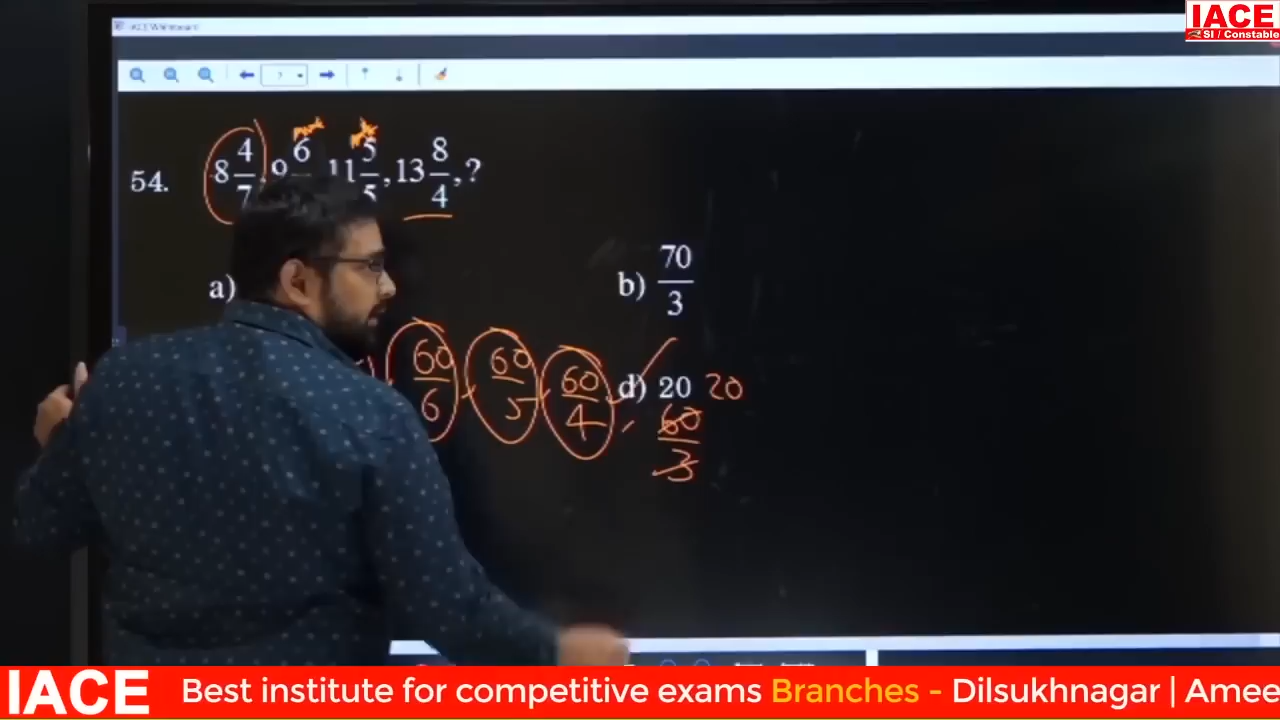 IACE
SI / Constable
54. 8 4/7, 9 6 11 5/5, 13 8/4, ?
a)
b) 70/3
60/6, 60/5, 60/4,
d) 20 20
60/3
IACE Best institute for competitive exams Branches - Dilsukhnagar | Amee